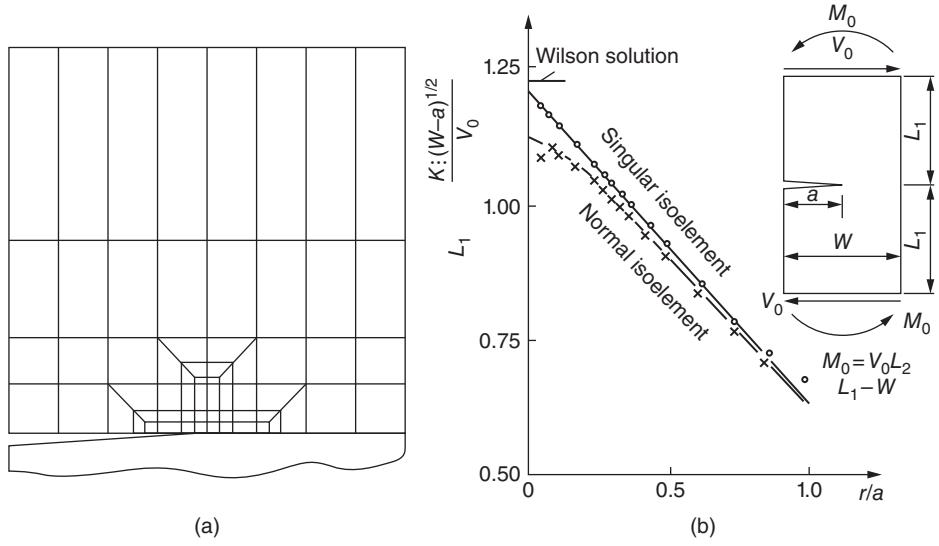 K:(W–a)^{1/2}
V₀
L₁
1.25
1.00
0.75
0.50
0
0.5
1.0
r/a
Wilson solution
Singular isoelement
Normal isoelement
M₀
V₀
L₁
a
L₁
W
V₀
M₀
M₀=V₀L₂
L₁–W
(a)
(b)